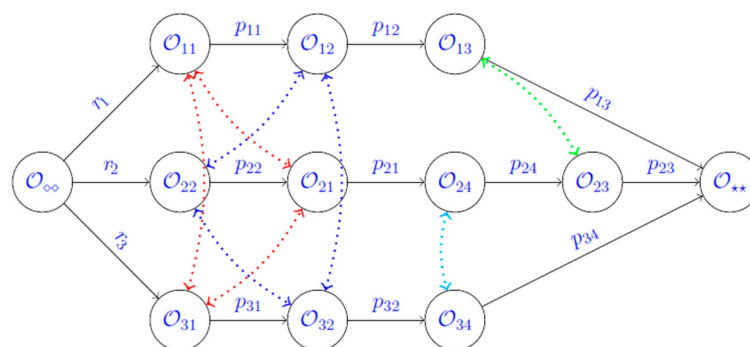 𝒪₁₁ p₁₁ 𝒪₁₂ p₁₂ 𝒪₁₃
r₁ p₁₃
𝒪⋄⋄ r₂ 𝒪₂₂ p₂₂ 𝒪₂₁ p₂₁ 𝒪₂₄ p₂₄ 𝒪₂₃ p₂₃ 𝒪⋆⋆
r₃ p₃₄
𝒪₃₁ p₃₁ 𝒪₃₂ p₃₂ 𝒪₃₄